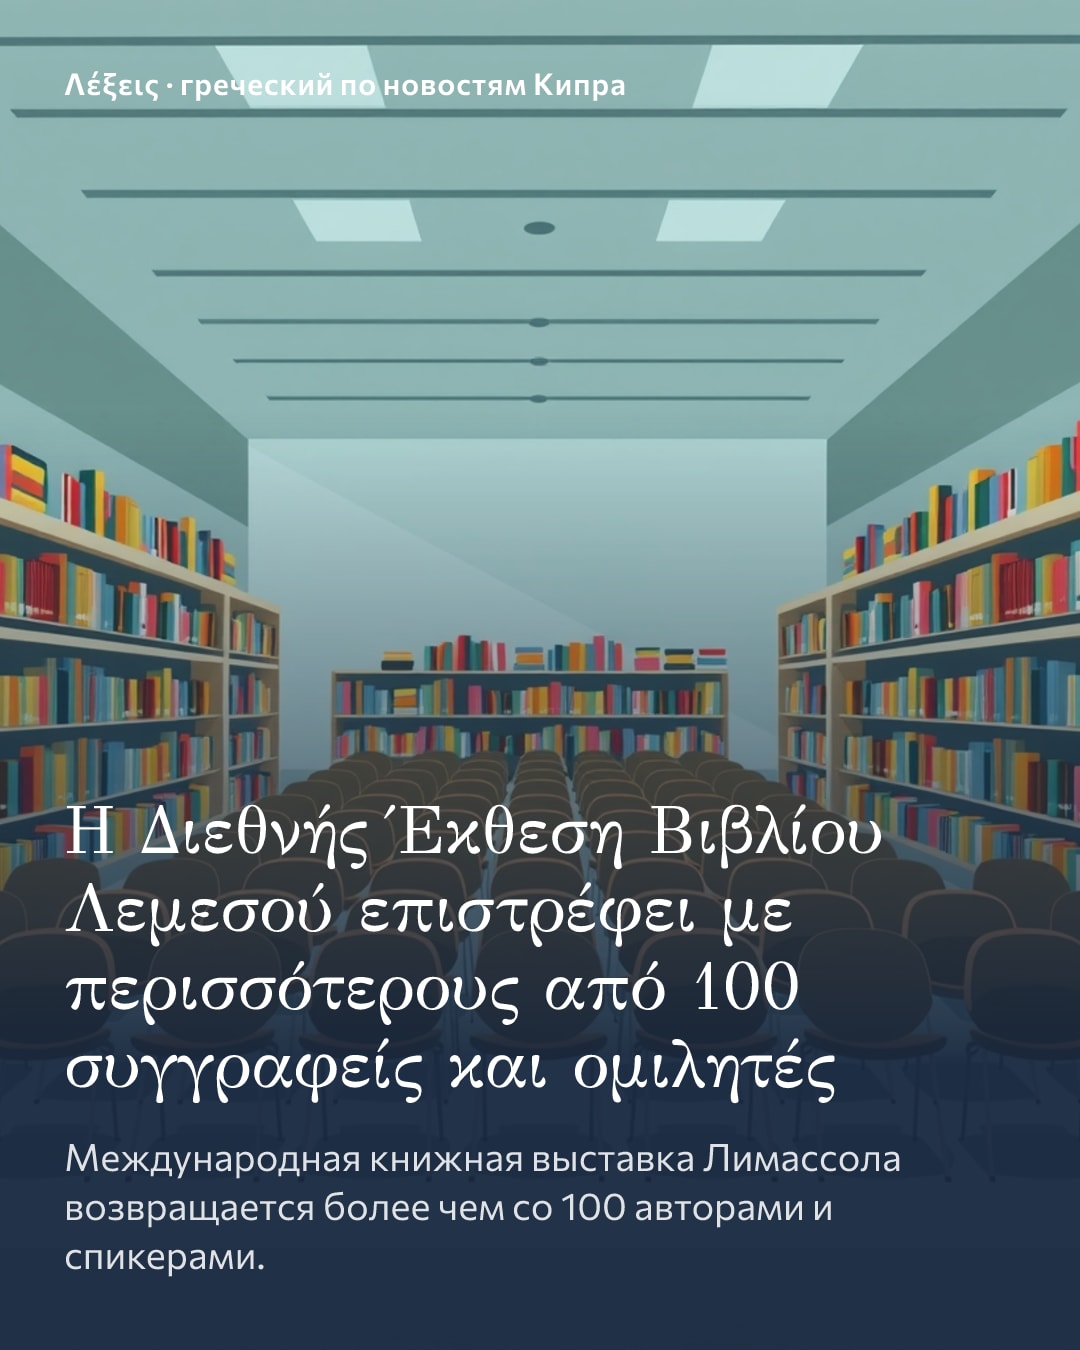 Λέξεις · греческий по новостям Кипра
Η Διεθνής Έκθεση Βιβλίου
Λεμεσού επιστρέφει με
περισσότερους από 100
συγγραφείς και ομιλητές
Международная книжная выставка Лимассола
возвращается более чем со 100 авторами и
спикерами.